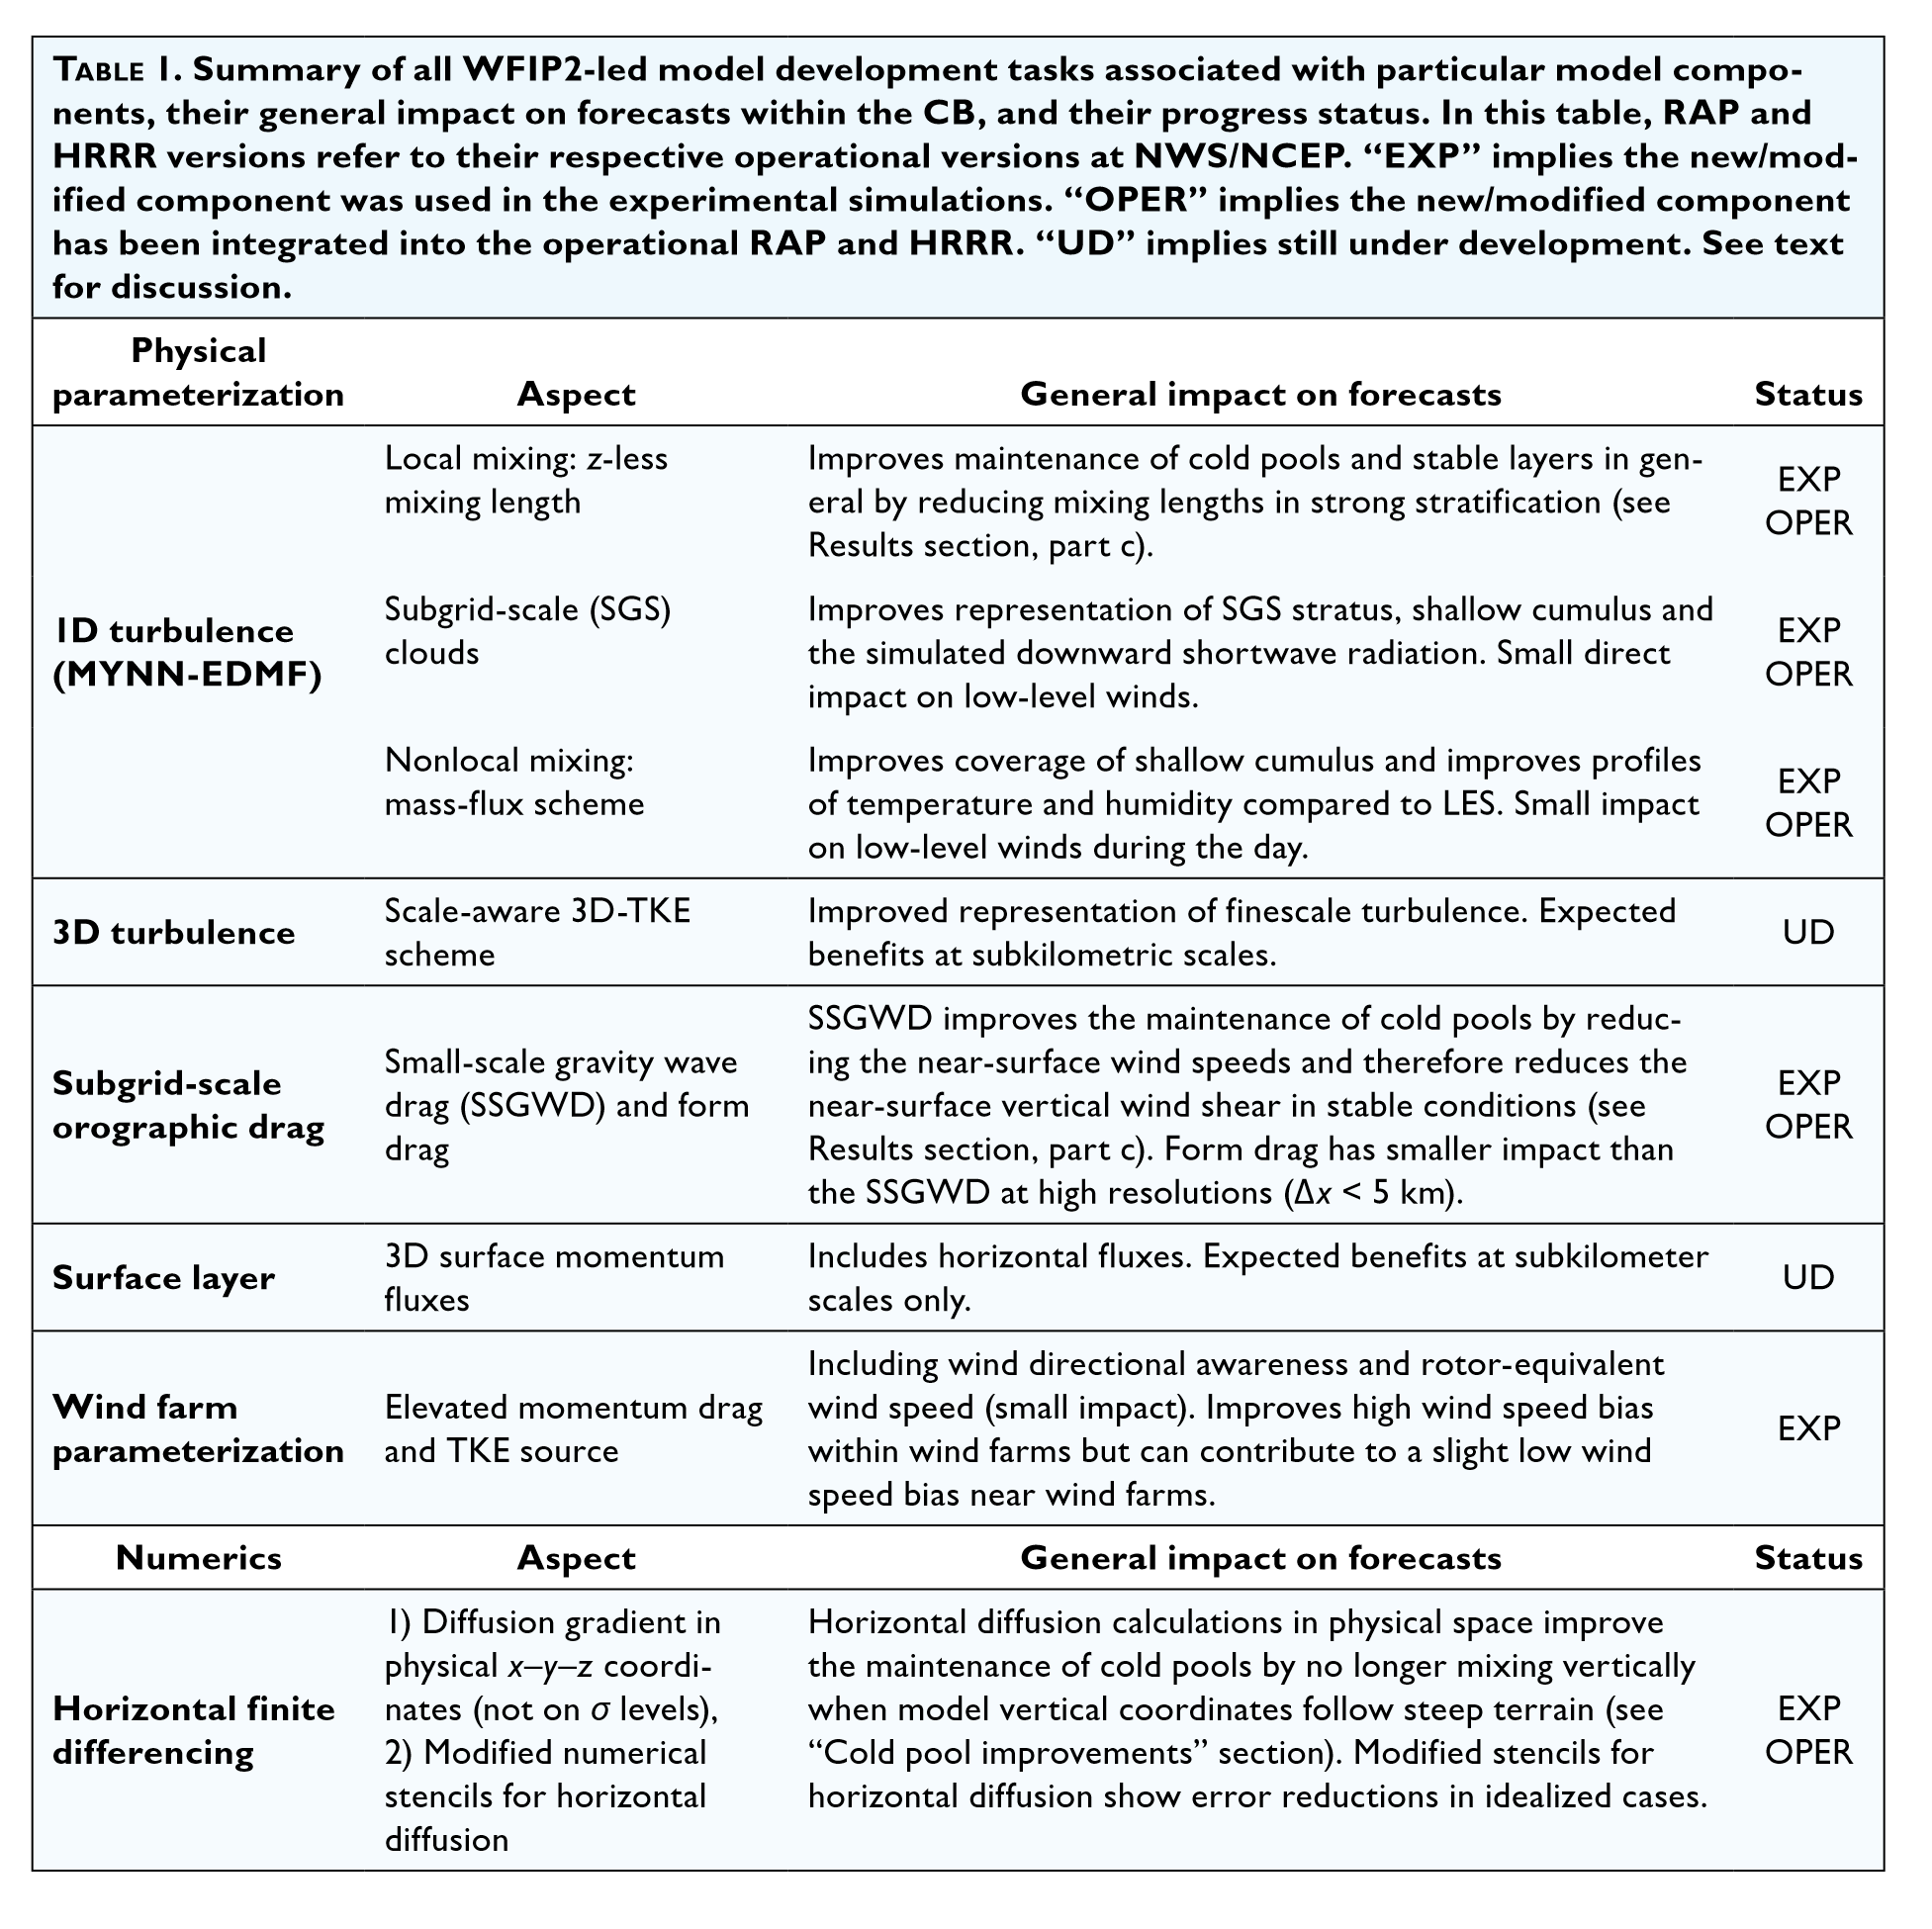 TABLE 1. Summary of all WFIP2-led model development tasks associated with particular model compo-
nents, their general impact on forecasts within the CB, and their progress status. In this table, RAP and
HRRR versions refer to their respective operational versions at NWS/NCEP. “EXP” implies the new/mod-
ified component was used in the experimental simulations. “OPER” implies the new/modified component
has been integrated into the operational RAP and HRRR. “UD” implies still under development. See text
for discussion.
Physical
parameterization
Aspect
General impact on forecasts
Status
1D turbulence
(MYNN-EDMF)
Local mixing: z-less
mixing length
Improves maintenance of cold pools and stable layers in gen-
eral by reducing mixing lengths in strong stratification (see
Results section, part c).
EXP
OPER
Subgrid-scale (SGS)
clouds
Improves representation of SGS stratus, shallow cumulus and
the simulated downward shortwave radiation. Small direct
impact on low-level winds.
EXP
OPER
Nonlocal mixing:
mass-flux scheme
Improves coverage of shallow cumulus and improves profiles
of temperature and humidity compared to LES. Small impact
on low-level winds during the day.
EXP
OPER
3D turbulence
Scale-aware 3D-TKE
scheme
Improved representation of finescale turbulence. Expected
benefits at subkilometric scales.
UD
Subgrid-scale
orographic drag
Small-scale gravity wave
drag (SSGWD) and form
drag
SSGWD improves the maintenance of cold pools by reduc-
ing the near-surface wind speeds and therefore reduces the
near-surface vertical wind shear in stable conditions (see
Results section, part c). Form drag has smaller impact than
the SSGWD at high resolutions (Δx < 5 km).
EXP
OPER
Surface layer
3D surface momentum
fluxes
Includes horizontal fluxes. Expected benefits at subkilometer
scales only.
UD
Wind farm
parameterization
Elevated momentum drag
and TKE source
Including wind directional awareness and rotor-equivalent
wind speed (small impact). Improves high wind speed bias
within wind farms but can contribute to a slight low wind
speed bias near wind farms.
EXP
Numerics
Aspect
General impact on forecasts
Status
Horizontal finite
differencing
1) Diffusion gradient in
physical x–y–z coordi-
nates (not on σ levels),
2) Modified numerical
stencils for horizontal
diffusion
Horizontal diffusion calculations in physical space improve
the maintenance of cold pools by no longer mixing vertically
when model vertical coordinates follow steep terrain (see
“Cold pool improvements” section). Modified stencils for
horizontal diffusion show error reductions in idealized cases.
EXP
OPER